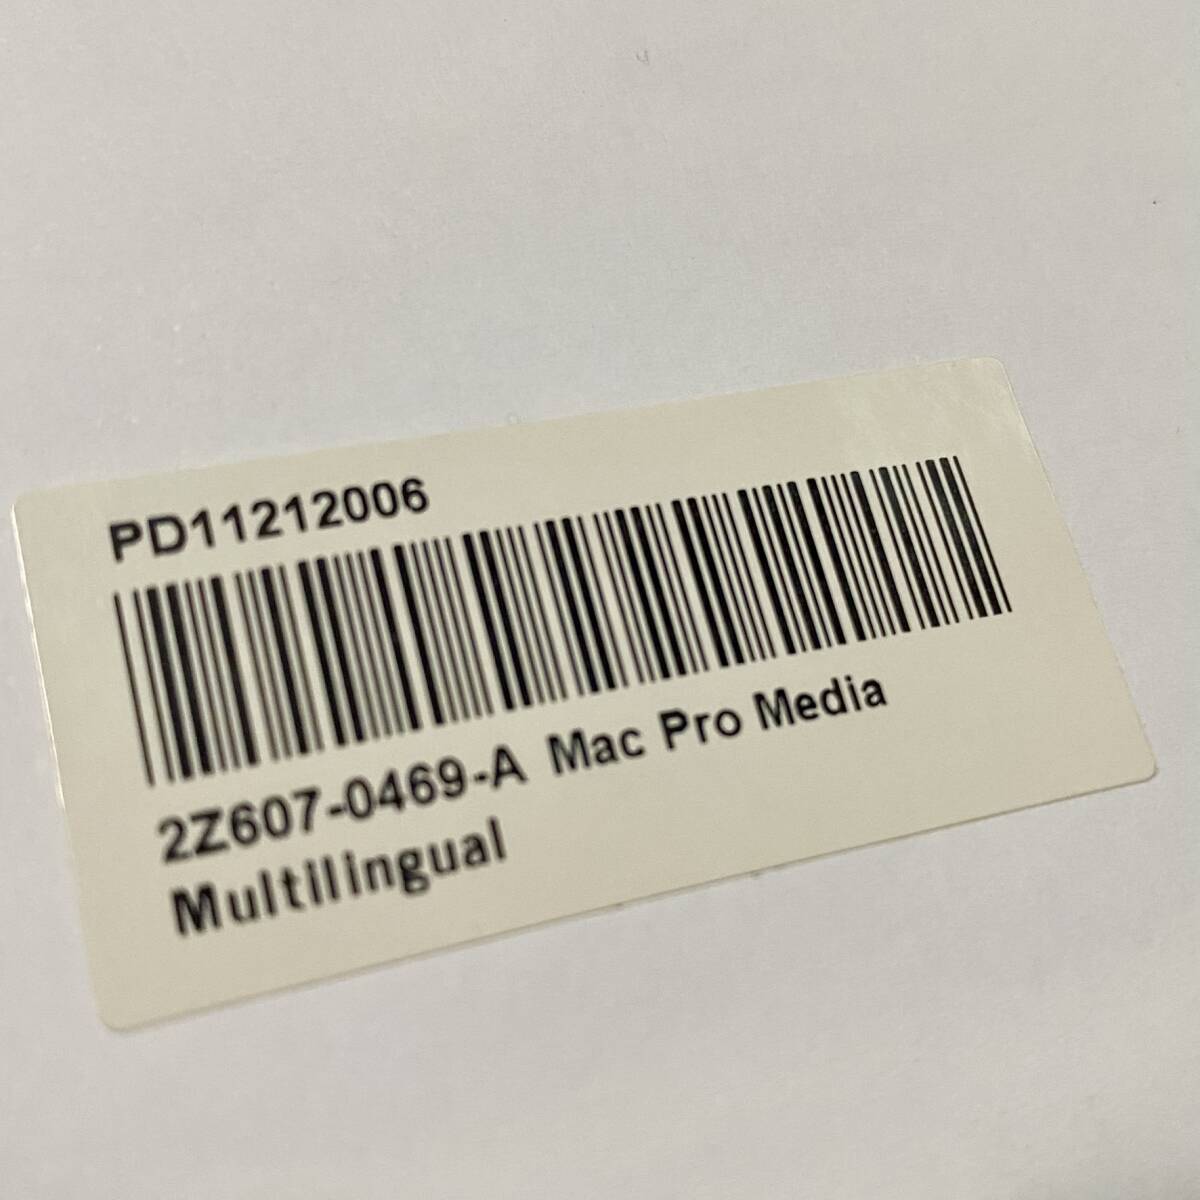 PD11212006
2Z607-0469-A Mac Pro Media
Multilingual